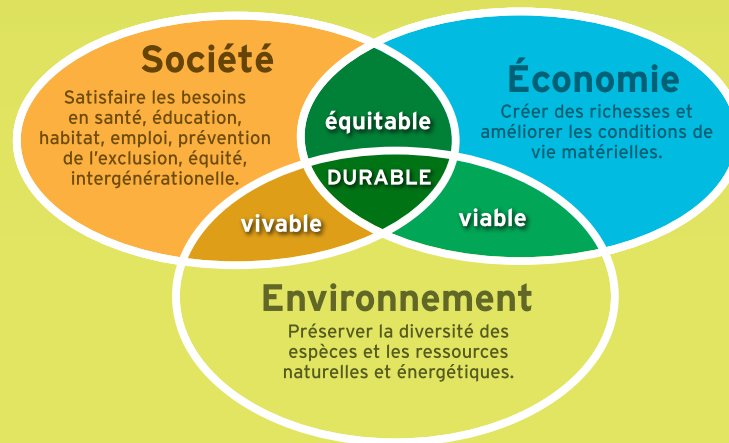 Société
Satisfaire les besoins
en santé, éducation,
habitat, emploi, prévention
de l'exclusion, équité,
intergénérationelle.
Économie
Créer des richesses et
améliorer les conditions de
vie matérielles.
équitable
DURABLE
vivable
viable
Environnement
Préserver la diversité des
espèces et les ressources
naturelles et énergétiques.